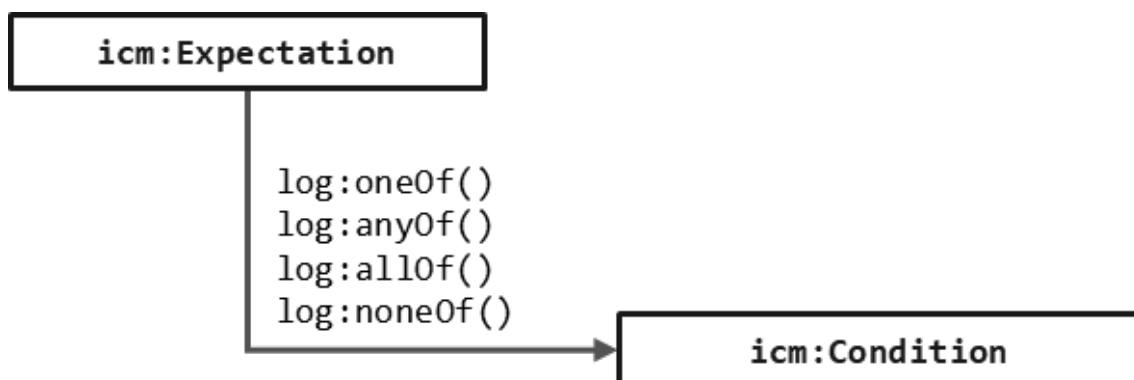 icm:Expectation
log:oneOf()
log:anyOf()
log:allOf()
log:noneOf()
icm:Condition